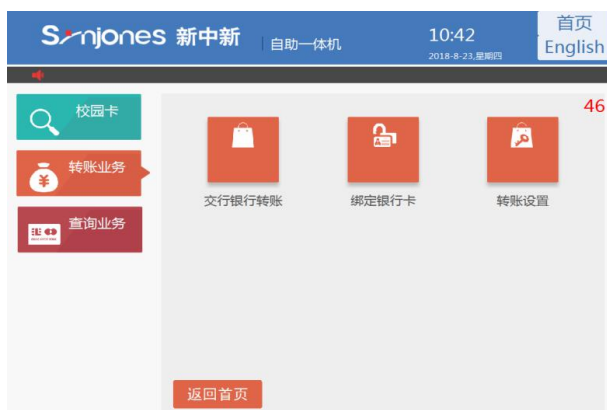 Synjones 新中新 自助一体机
10:42
2018-8-23,星期四
首页
English
46
校园卡
转账业务
查询业务
交行银行转账 绑定银行卡 转账设置
返回首页